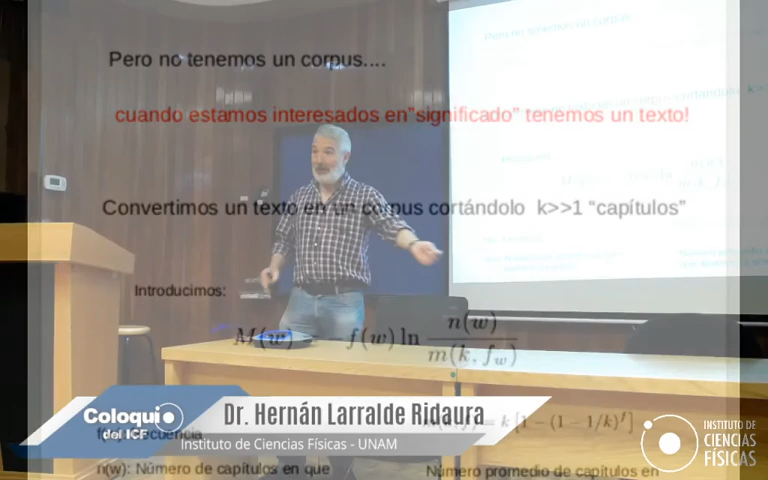 Pero no tenemos un corpus....
cuando estamos interesados en"significado" tenemos un texto!
Convertimos un texto en un corpus cortándolo k>>1 “capítulos”
Introducimos:
M(w) = -f(w) ln n(w) / m(k, f_w)
Coloquio
del ICF
Dr. Hernán Larralde Ridaura
Instituto de Ciencias Físicas - UNAM
= k [1 - (1 - 1/k)^f]
INSTITUTO DE
CIENCIAS
FÍSICAS
n(w): Número de capítulos en que
Número promedio de capítulos en